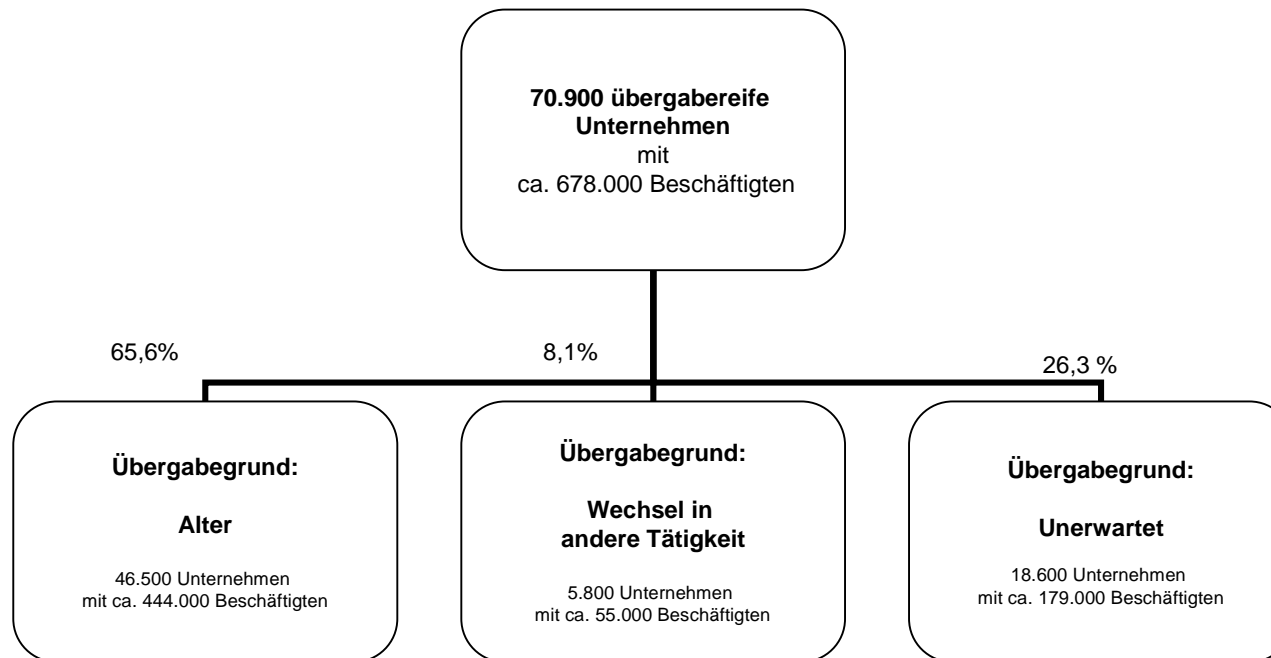 70.900 übergabereife
Unternehmen
mit
ca. 678.000 Beschäftigten
65,6%
8,1%
26,3 %
Übergabegrund:
Alter
46.500 Unternehmen
mit ca. 444.000 Beschäftigten
Übergabegrund:
Wechsel in
andere Tätigkeit
5.800 Unternehmen
mit ca. 55.000 Beschäftigten
Übergabegrund:
Unerwartet
18.600 Unternehmen
mit ca. 179.000 Beschäftigten